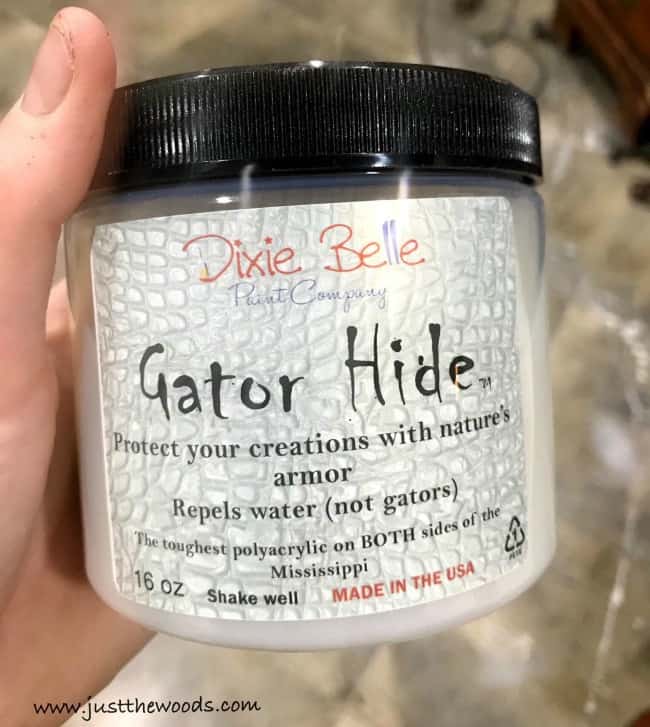 Dixie Belle
Paint Company
Gator Hide™
Protect your creations with nature's
armor
Repels water (not gators)
The toughest polyacrylic on BOTH sides of the
Mississippi
16 oz Shake well MADE IN THE USA
1
www.justthewoods.com